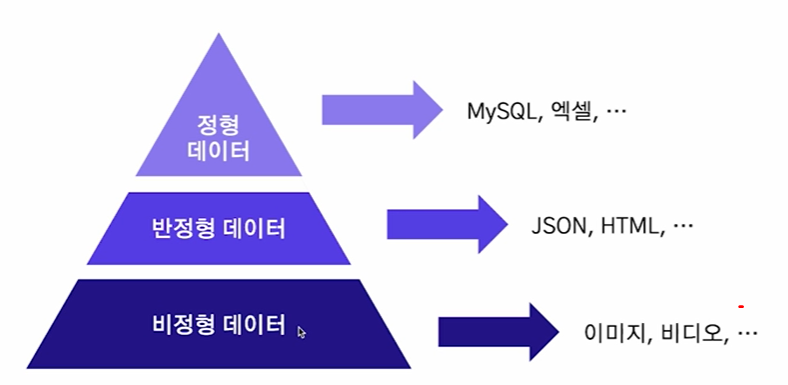 정형
데이터
MySQL, 엑셀, …
반정형 데이터
JSON, HTML, …
비정형 데이터
이미지, 비디오, …